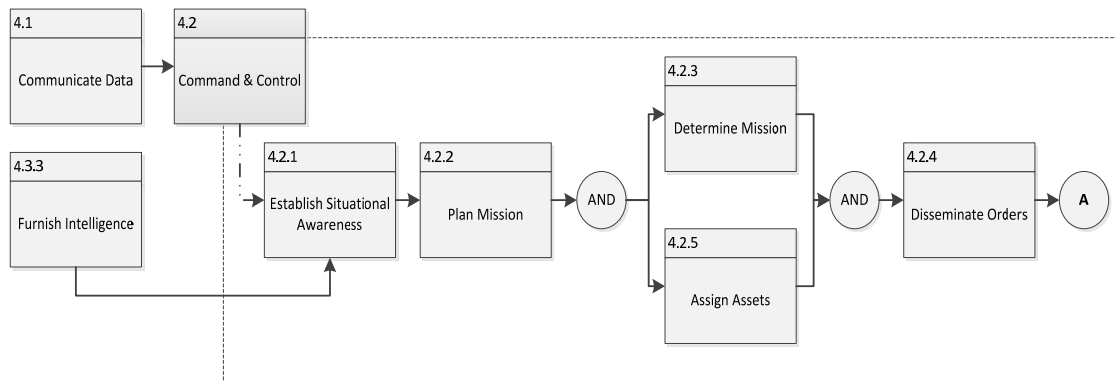 4.1
Communicate Data
4.2
Command & Control
4.3.3
Furnish Intelligence
4.2.1
Establish Situational
Awareness
4.2.2
Plan Mission
AND
4.2.3
Determine Mission
4.2.5
Assign Assets
AND
4.2.4
Disseminate Orders
A